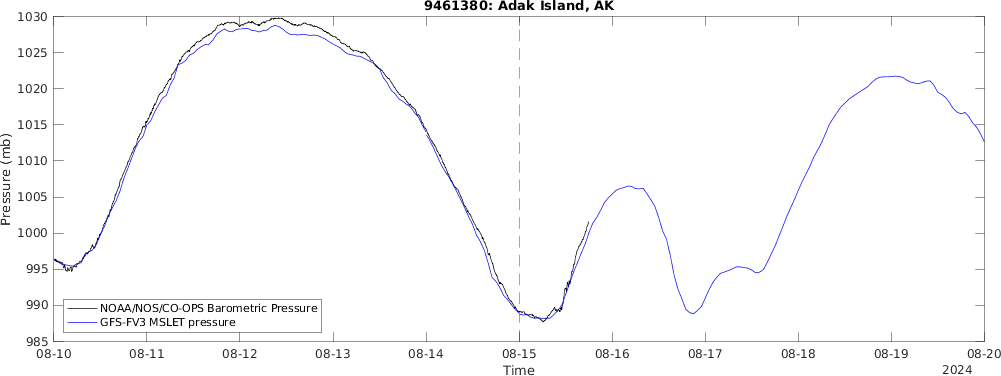 9461380: Adak Island, AK
Pressure (mb)
1030
1025
1020
1015
1010
1005
1000
995
990
985
NOAA/NOS/CO-OPS Barometric Pressure
GFS-FV3 MSLET pressure
08-10 08-11 08-12 08-13 08-14 08-15 08-16 08-17 08-18 08-19 08-20
Time
2024